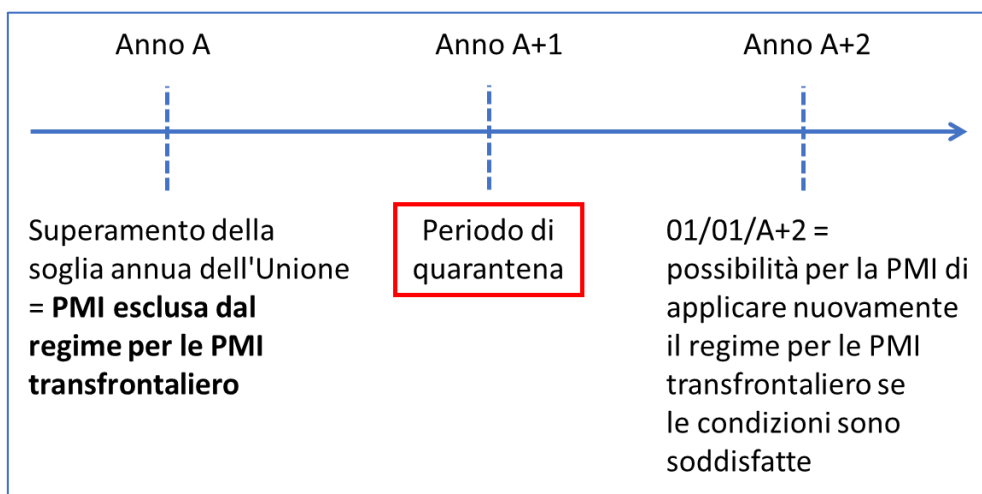 Anno A
Anno A+1
Anno A+2
Superamento della
soglia annua dell'Unione
= PMI esclusa dal
regime per le PMI
transfrontaliero
Periodo di
quarantena
01/01/A+2 =
possibilità per la PMI di
applicare nuovamente
il regime per le PMI
transfrontaliero se
le condizioni sono
soddisfatte